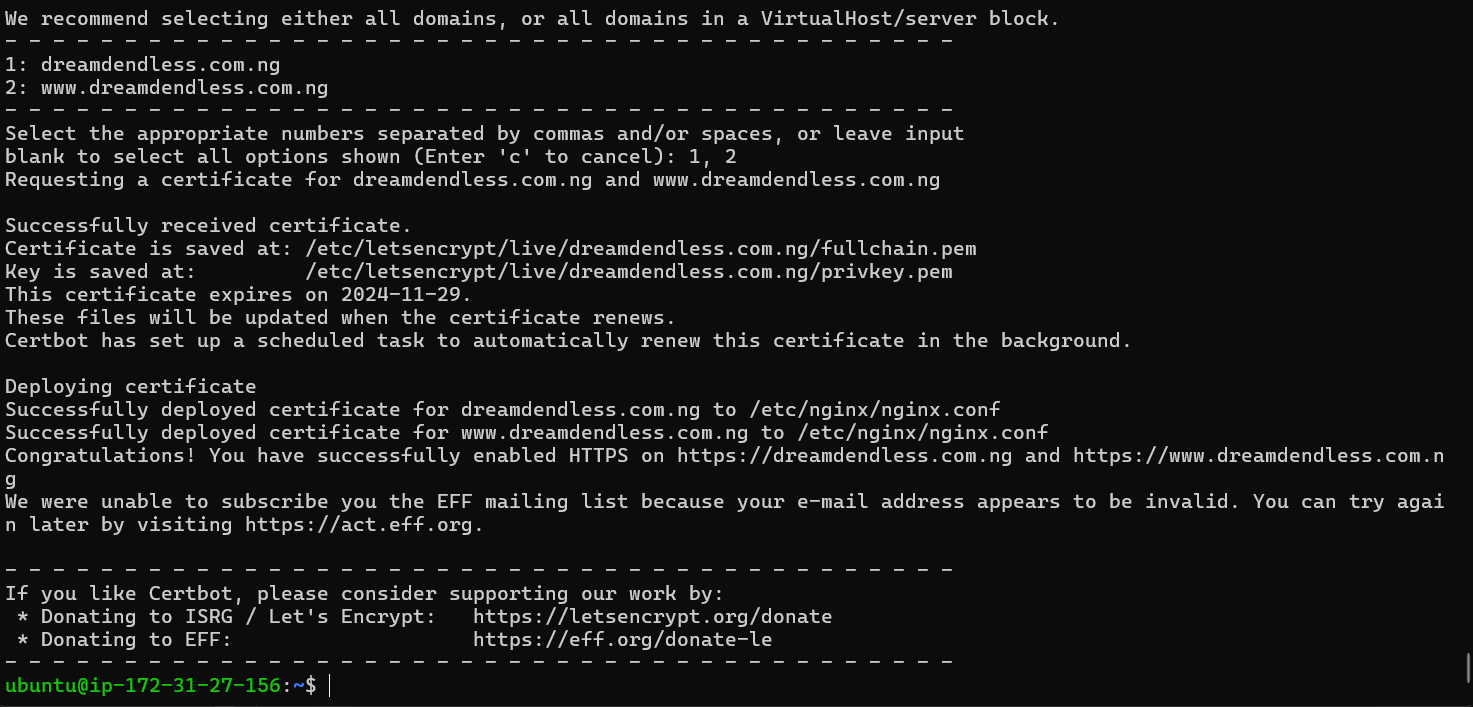 We recommend selecting either all domains, or all domains in a VirtualHost/server block.
- - - - - - - - - - - - - - - - - - - - - - - - - - - - - - - - - - - - - - - -
1: dreamdendless.com.ng
2: www.dreamdendless.com.ng
- - - - - - - - - - - - - - - - - - - - - - - - - - - - - - - - - - - - - - - -
Select the appropriate numbers separated by commas and/or spaces, or leave input
blank to select all options shown (Enter 'c' to cancel): 1, 2
Requesting a certificate for dreamdendless.com.ng and www.dreamdendless.com.ng

Successfully received certificate.
Certificate is saved at: /etc/letsencrypt/live/dreamdendless.com.ng/fullchain.pem
Key is saved at:         /etc/letsencrypt/live/dreamdendless.com.ng/privkey.pem
This certificate expires on 2024-11-29.
These files will be updated when the certificate renews.
Certbot has set up a scheduled task to automatically renew this certificate in the background.

Deploying certificate
Successfully deployed certificate for dreamdendless.com.ng to /etc/nginx/nginx.conf
Successfully deployed certificate for www.dreamdendless.com.ng to /etc/nginx/nginx.conf
Congratulations! You have successfully enabled HTTPS on https://dreamdendless.com.ng and https://www.dreamdendless.com.n
g
We were unable to subscribe you the EFF mailing list because your e-mail address appears to be invalid. You can try agai
n later by visiting https://act.eff.org.

- - - - - - - - - - - - - - - - - - - - - - - - - - - - - - - - - - - - - - - -
If you like Certbot, please consider supporting our work by:
 * Donating to ISRG / Let's Encrypt:   https://letsencrypt.org/donate
 * Donating to EFF:                    https://eff.org/donate-le
- - - - - - - - - - - - - - - - - - - - - - - - - - - - - - - - - - - - - - - -
ubuntu@ip-172-31-27-156:~$